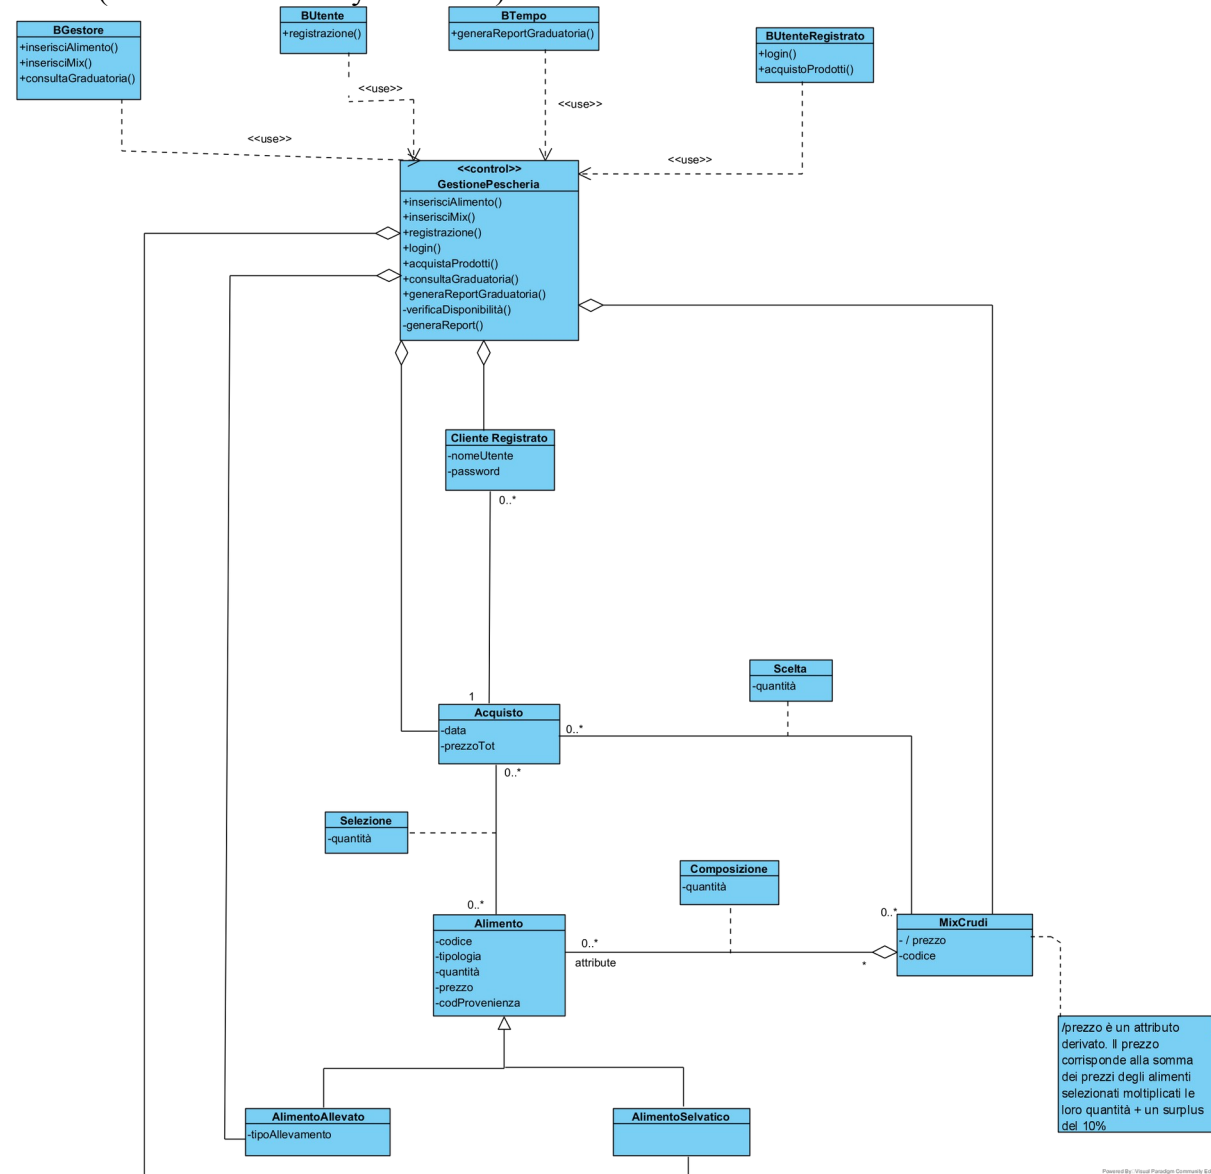 BGestore
+inserisciAlimento()
+inserisciMix()
+consultaGraduatoria()
BUtente
+registrazione()
BTempo
+generaReportGraduatoria()
BUtenteRegistrato
+login()
+acquistoProdotti()
<<use>>
<<use>>
<<use>>
<<use>>
<<control>>
GestionePescheria
+inserisciAlimento()
+inserisciMix()
+registrazione()
+login()
+acquistaProdotti()
+consultaGraduatoria()
+generaReportGraduatoria()
-verificaDisponibilità()
-generaReport()
Cliente Registrato
-nomeUtente
-password
0..*
1
Acquisto
-data
-prezzoTot
0..*
0..*
Scelta
-quantità
Selezione
-quantità
Composizione
-quantità
0..*
Alimento
-codice
-tipologia
-quantità
-prezzo
-codProvenienza
0..*
attribute
*
0..*
MixCrudi
- / prezzo
-codice
/prezzo è un attributo
derivato. Il prezzo
corrisponde alla somma
dei prezzi degli alimenti
selezionati moltiplicati le
loro quantità + un surplus
del 10%
AlimentoAllevato
-tipoAllevamento
AlimentoSelvatico
Powered By: Visual Paradigm Community Ed